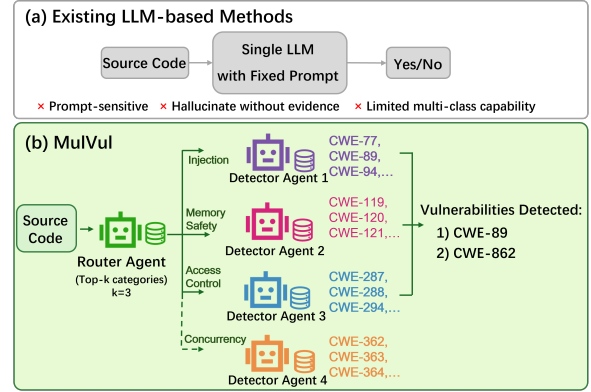 (a) Existing LLM-based Methods
Source Code
Single LLM
with Fixed Prompt
Yes/No
× Prompt-sensitive × Hallucinate without evidence × Limited multi-class capability
(b) MulVul
Source
Code
Router Agent
(Top-k categories)
k=3
Injection
Detector Agent 1
CWE-77,
CWE-89,
CWE-94,...
Memory
Safety
Detector Agent 2
CWE-119,
CWE-120,
CWE-121,...
Access
Control
Detector Agent 3
CWE-287,
CWE-288,
CWE-294,...
Concurrency
Detector Agent 4
CWE-362,
CWE-363,
CWE-364,...
Vulnerabilities Detected:
1) CWE-89
2) CWE-862